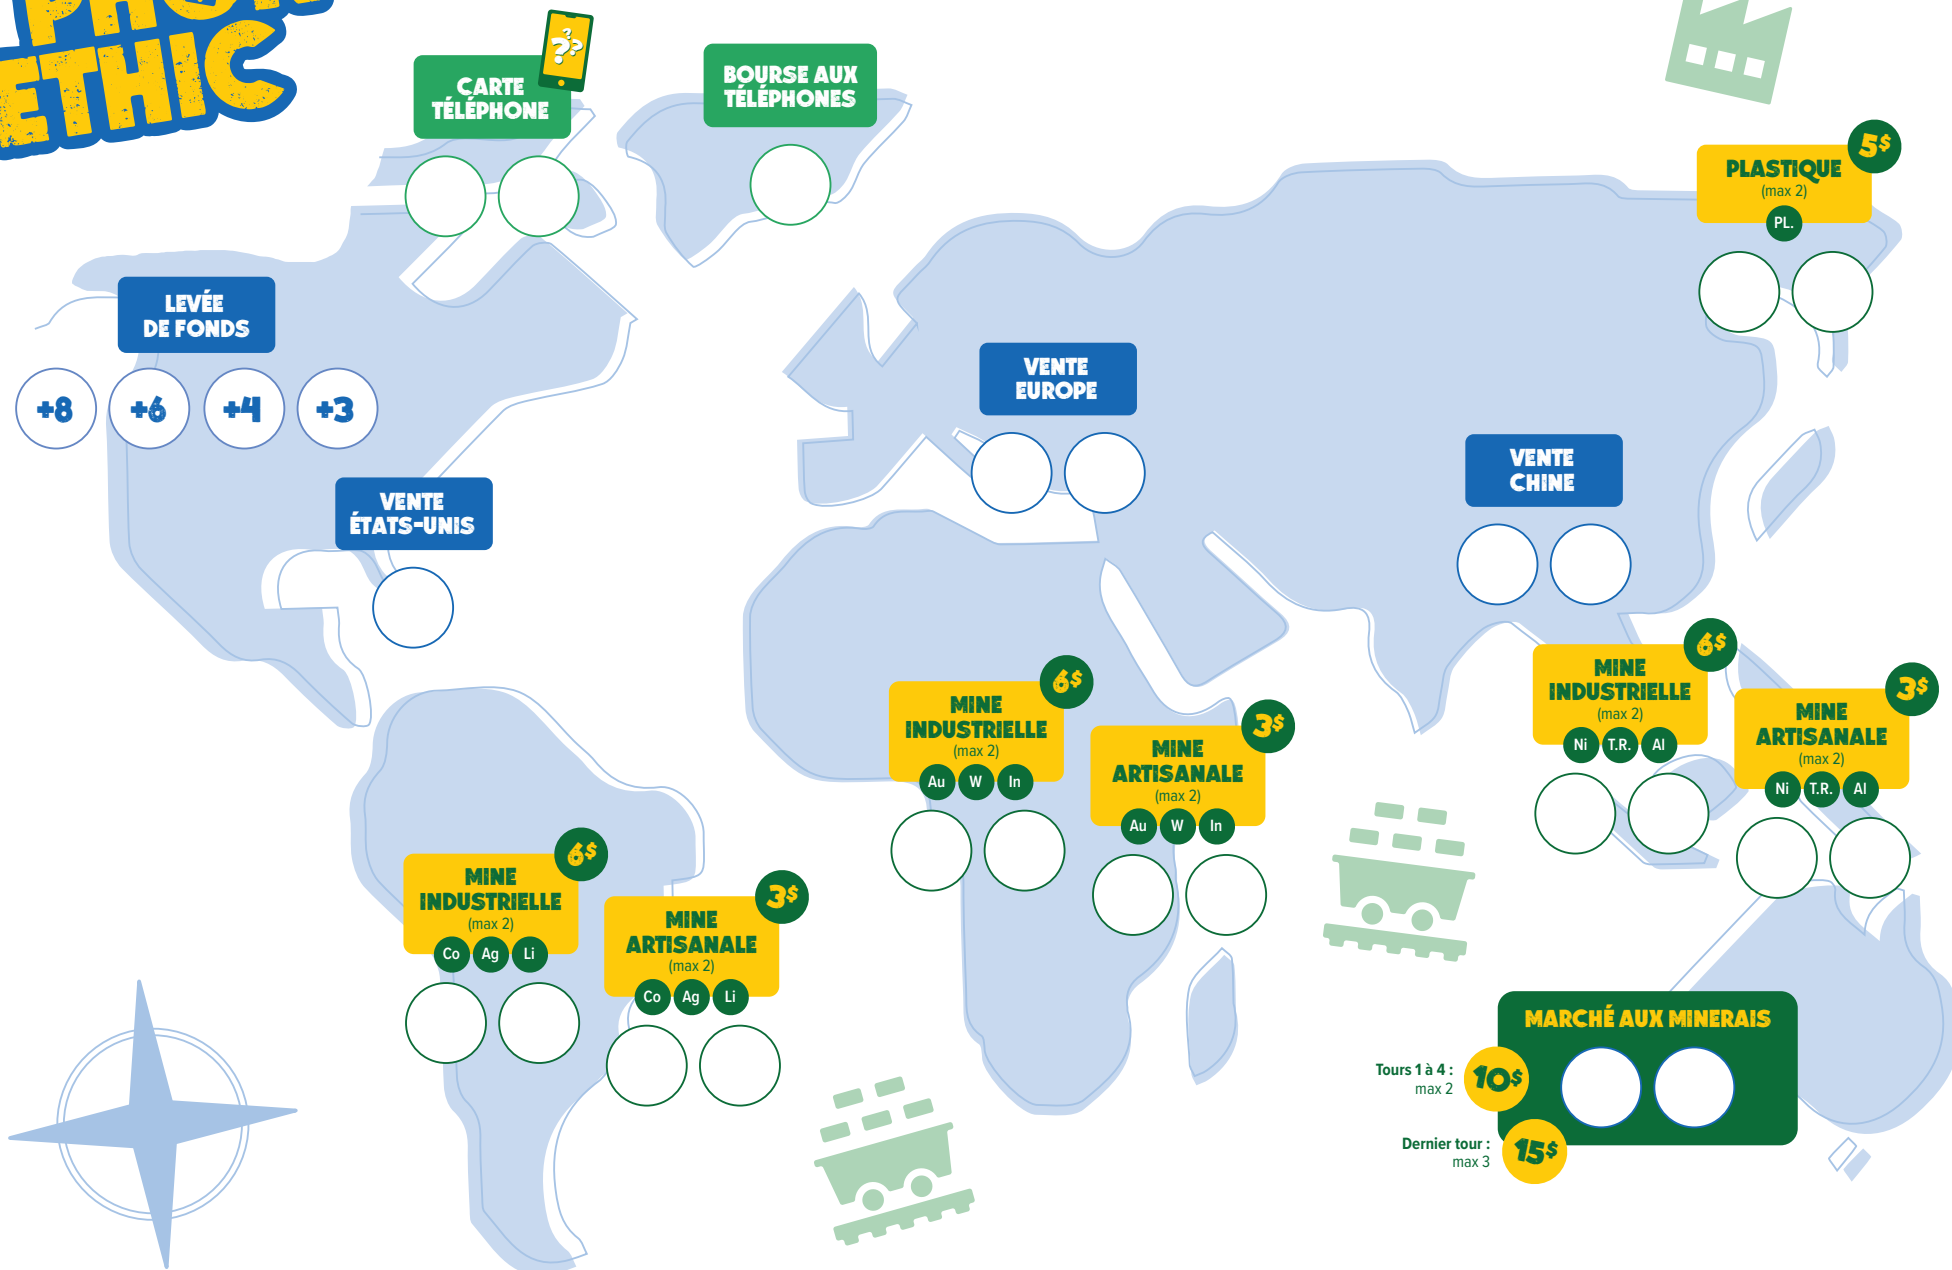 ETHIC
CARTE
TÉLÉPHONE
???
BOURSE AUX
TÉLÉPHONES
5$
PLASTIQUE
(max 2)
PL.
LEVÉE
DE FONDS
+8
+6
+4
+3
VENTE
EUROPE
VENTE
CHINE
VENTE
ÉTATS-UNIS
6$
MINE
INDUSTRIELLE
(max 2)
Au W In
3$
MINE
ARTISANALE
(max 2)
Au W In
6$
MINE
INDUSTRIELLE
(max 2)
Ni T.R. Al
3$
MINE
ARTISANALE
(max 2)
Ni T.R. Al
6$
MINE
INDUSTRIELLE
(max 2)
Co Ag Li
3$
MINE
ARTISANALE
(max 2)
Co Ag Li
MARCHÉ AUX MINERAIS
Tours 1 à 4 :
max 2
10$
Dernier tour :
max 3
15$